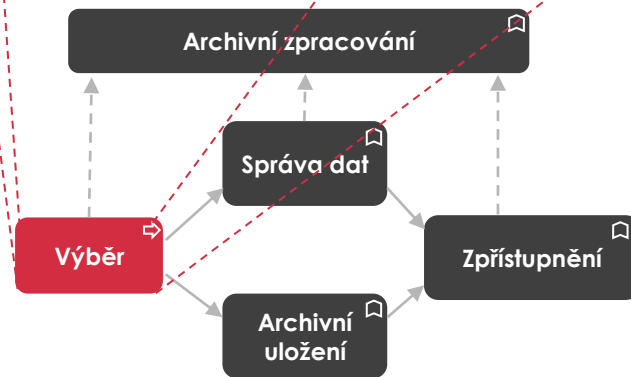 Archivní zpracování
Správa dat
Výběr
Zpřístupnění
Archivní
uložení